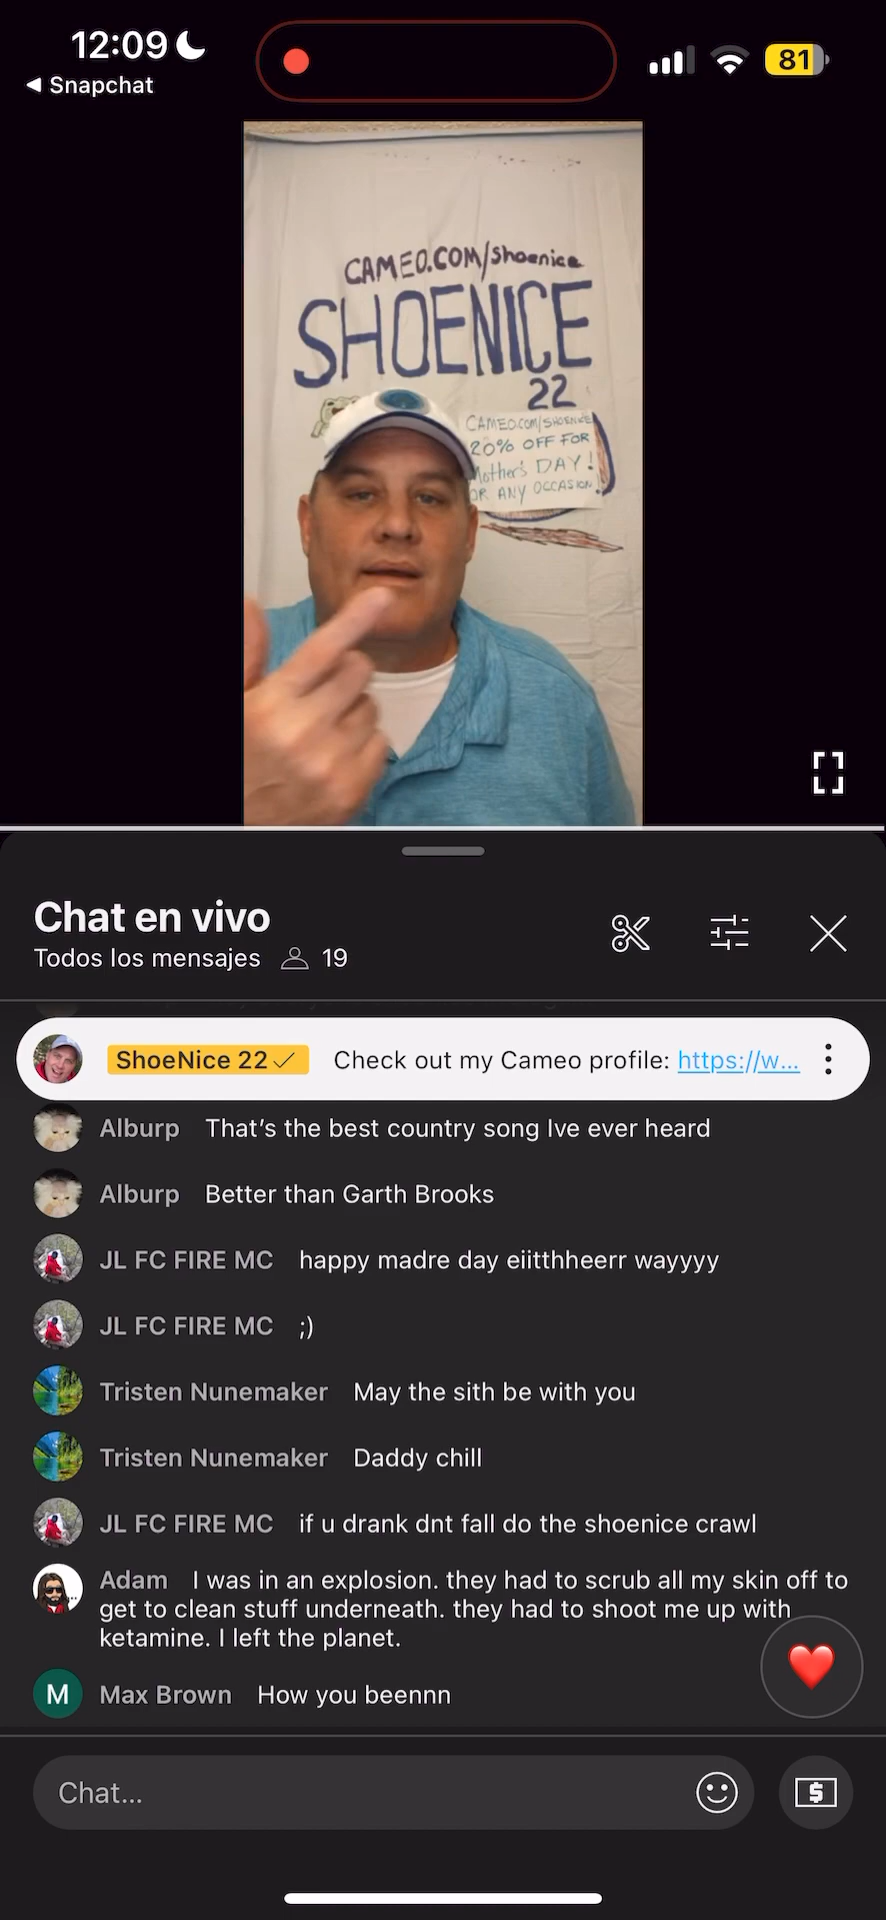 12:09
81
Snapchat
CAMEO.COM/shoenice
SHOENICE
22
CAMEO.COM/SHOENICE
20% OFF FOR
Mother's DAY!
OR ANY OCCASION!
Chat en vivo
Todos los mensajes 19
ShoeNice 22 Check out my Cameo profile: https://w...
Alburp That's the best country song Ive ever heard
Alburp Better than Garth Brooks
JL FC FIRE MC happy madre day eiitthheerr wayyyy
JL FC FIRE MC ;)
Tristen Nunemaker May the sith be with you
Tristen Nunemaker Daddy chill
JL FC FIRE MC if u drank dnt fall do the shoenice crawl
Adam I was in an explosion. they had to scrub all my skin off to
get to clean stuff underneath. they had to shoot me up with
ketamine. I left the planet.
M Max Brown How you beennn
Chat...
$